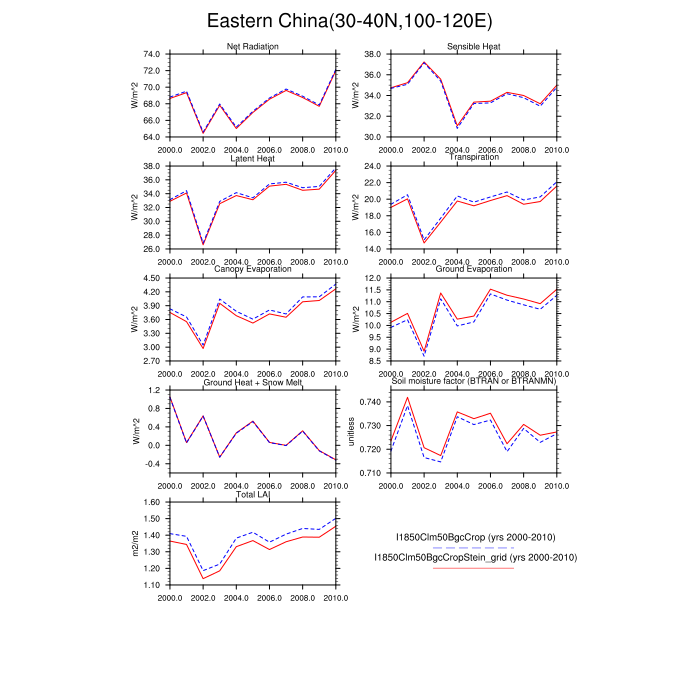 Eastern China(30-40N,100-120E)
Net Radiation
W/m^2
74.0
72.0
70.0
68.0
66.0
64.0
2000.0 2002.0 2004.0 2006.0 2008.0 2010.0
Sensible Heat
W/m^2
38.0
36.0
34.0
32.0
30.0
2000.0 2002.0 2004.0 2006.0 2008.0 2010.0
Latent Heat
W/m^2
38.0
36.0
34.0
32.0
30.0
28.0
26.0
2000.0 2002.0 2004.0 2006.0 2008.0 2010.0
Transpiration
W/m^2
24.0
22.0
20.0
18.0
16.0
14.0
2000.0 2002.0 2004.0 2006.0 2008.0 2010.0
Canopy Evaporation
W/m^2
4.50
4.20
3.90
3.60
3.30
3.00
2.70
2000.0 2002.0 2004.0 2006.0 2008.0 2010.0
Ground Evaporation
W/m^2
12.0
11.5
11.0
10.5
10.0
9.5
9.0
8.5
2000.0 2002.0 2004.0 2006.0 2008.0 2010.0
Ground Heat + Snow Melt
W/m^2
1.2
0.8
0.4
0.0
-0.4
2000.0 2002.0 2004.0 2006.0 2008.0 2010.0
Soil moisture factor (BTRAN or BTRANMN)
unitless
0.740
0.730
0.720
0.710
2000.0 2002.0 2004.0 2006.0 2008.0 2010.0
Total LAI
m2/m2
1.60
1.50
1.40
1.30
1.20
1.10
2000.0 2002.0 2004.0 2006.0 2008.0 2010.0
I1850Clm50BgcCrop (yrs 2000-2010)
I1850Clm50BgcCropStein_grid (yrs 2000-2010)